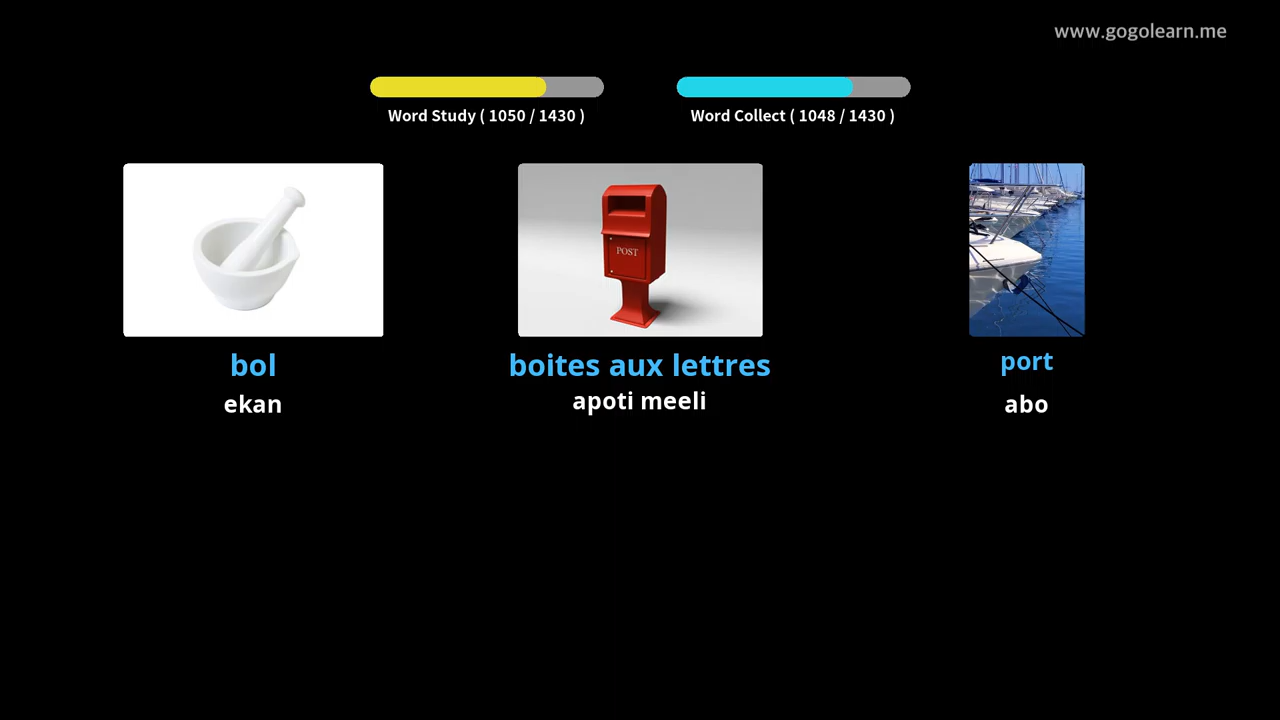 www.gogolearn.me
Word Study ( 1050 / 1430 )
Word Collect ( 1048 / 1430 )
POST
bol
boites aux lettres
port
ekan
apoti meeli
abo